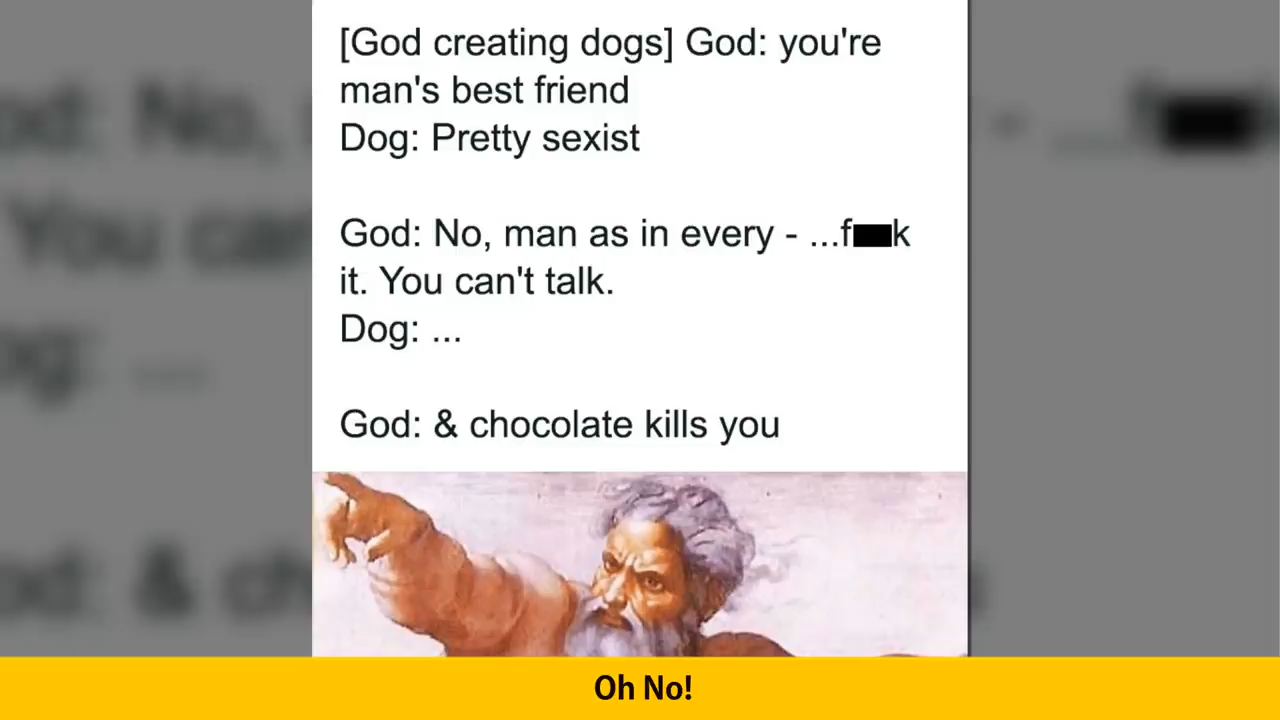 [God creating dogs] God: you're
man's best friend
Dog: Pretty sexist
God: No, man as in every - ...f██k
it. You can't talk.
Dog: ...
God: & chocolate kills you
Oh No!